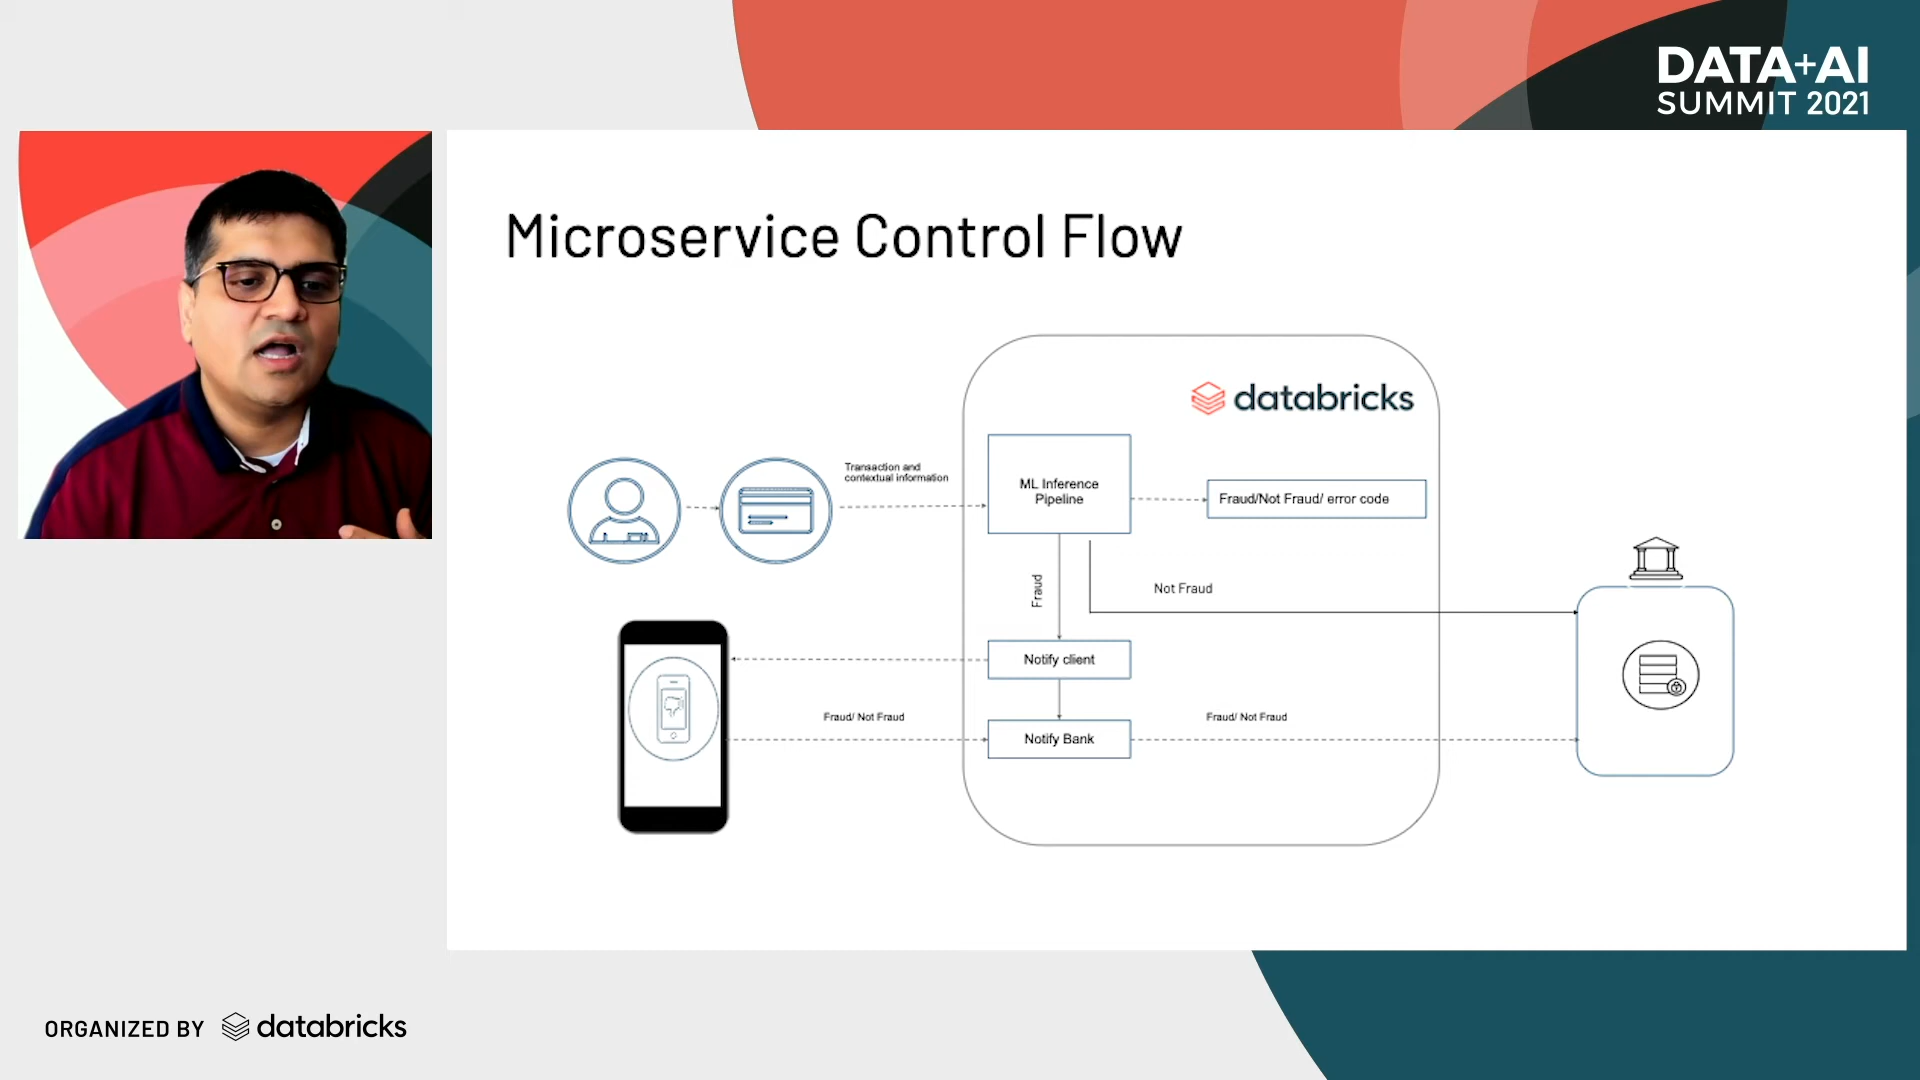 DATA+AI
SUMMIT 2021
Microservice Control Flow
databricks
Transaction and
contextual information
ML Inference
Pipeline
Fraud/Not Fraud/ error code
Fraud
Not Fraud
Notify client
Fraud/ Not Fraud
Fraud/ Not Fraud
Notify Bank
ORGANIZED BY databricks